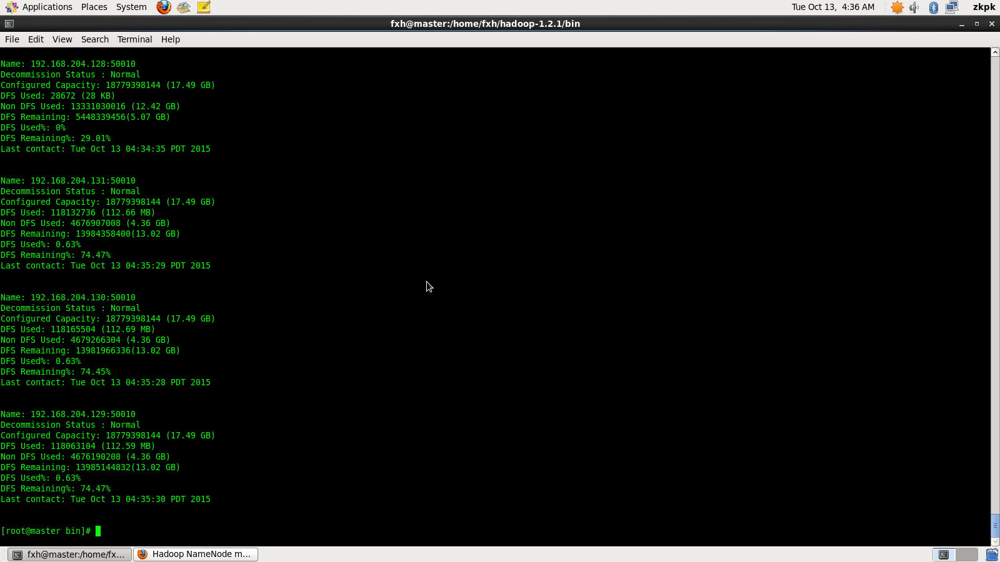 Applications Places System Tue Oct 13, 4:36 AM zkpk
fxh@master:/home/fxh/hadoop-1.2.1/bin
File Edit View Search Terminal Help
Name: 192.168.204.128:50010
Decommission Status : Normal
Configured Capacity: 18779398144 (17.49 GB)
DFS Used: 28672 (28 KB)
Non DFS Used: 13331030016 (12.42 GB)
DFS Remaining: 5448339456(5.07 GB)
DFS Used%: 0%
DFS Remaining%: 29.01%
Last contact: Tue Oct 13 04:34:35 PDT 2015
Name: 192.168.204.131:50010
Decommission Status : Normal
Configured Capacity: 18779398144 (17.49 GB)
DFS Used: 118132736 (112.66 MB)
Non DFS Used: 4676907008 (4.36 GB)
DFS Remaining: 13984358400(13.02 GB)
DFS Used%: 0.63%
DFS Remaining%: 74.47%
Last contact: Tue Oct 13 04:35:29 PDT 2015
Name: 192.168.204.130:50010
Decommission Status : Normal
Configured Capacity: 18779398144 (17.49 GB)
DFS Used: 118165504 (112.69 MB)
Non DFS Used: 4679266304 (4.36 GB)
DFS Remaining: 13981966336(13.02 GB)
DFS Used%: 0.63%
DFS Remaining%: 74.45%
Last contact: Tue Oct 13 04:35:28 PDT 2015
Name: 192.168.204.129:50010
Decommission Status : Normal
Configured Capacity: 18779398144 (17.49 GB)
DFS Used: 118063104 (112.59 MB)
Non DFS Used: 4676190208 (4.36 GB)
DFS Remaining: 13985144832(13.02 GB)
DFS Used%: 0.63%
DFS Remaining%: 74.47%
Last contact: Tue Oct 13 04:35:30 PDT 2015
[root@master bin]#
fxh@master:/home/fx... Hadoop NameNode m...